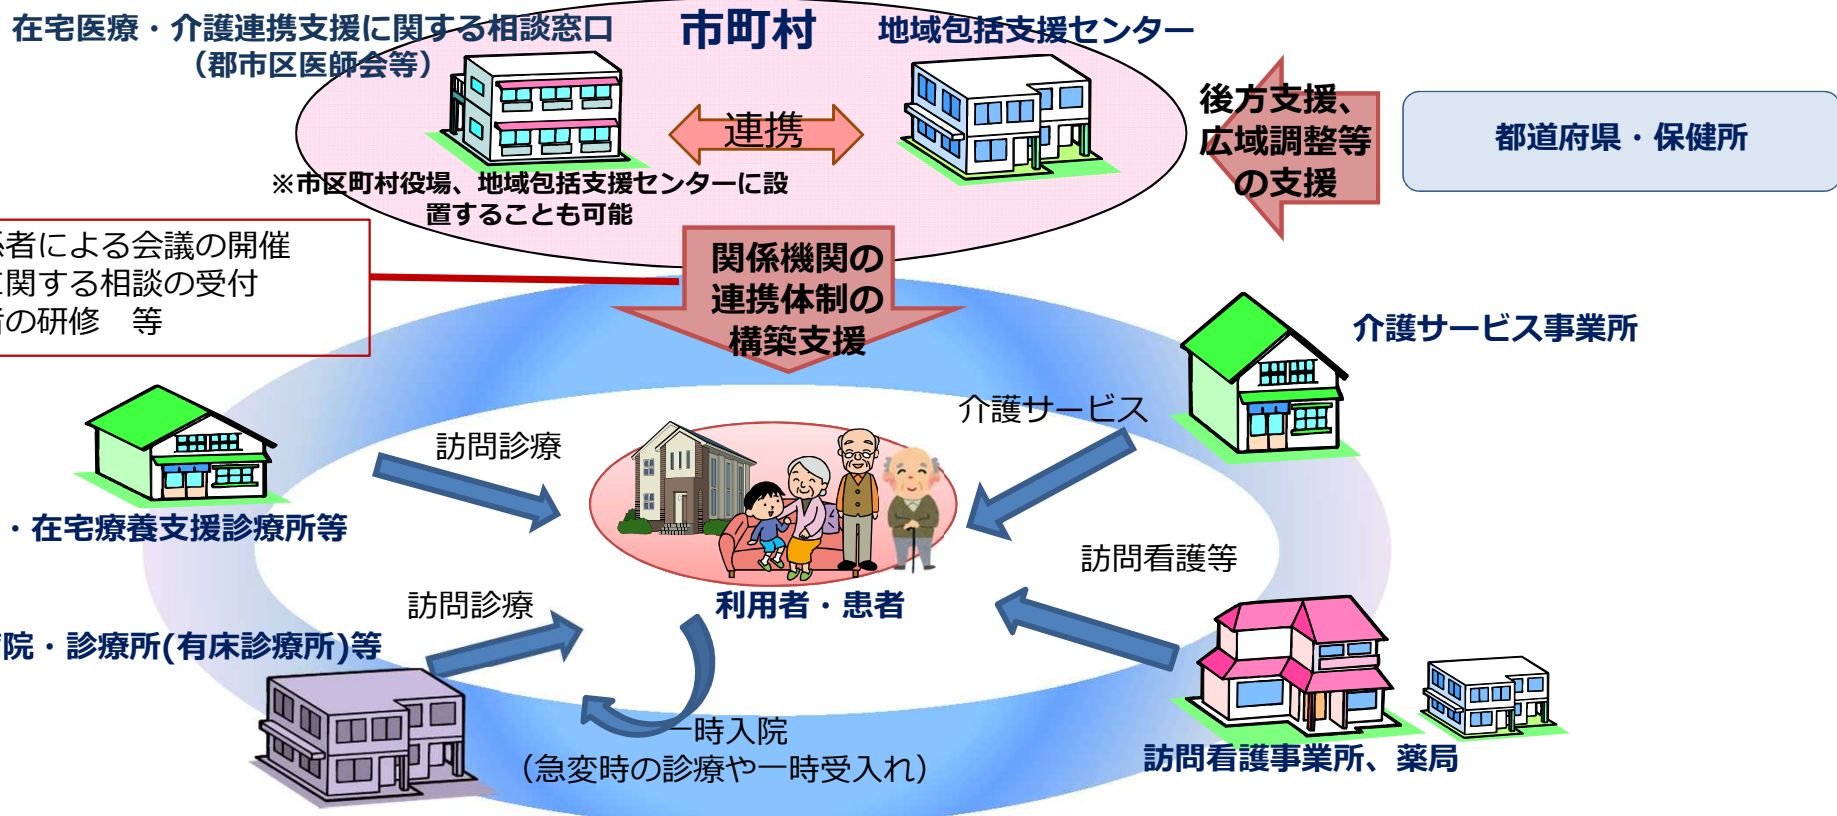 在宅医療・介護連携支援に関する相談窓口
（郡市区医師会等）
市町村
地域包括支援センター
連携
※市区町村役場、地域包括支援センターに設
置することも可能
後方支援、
広域調整等
の支援
都道府県・保健所
係者による会議の開催
に関する相談の受付
者の研修　等
関係機関の
連携体制の
構築支援
介護サービス事業所
介護サービス
訪問診療
・在宅療養支援診療所等
訪問看護等
利用者・患者
訪問診療
院・診療所(有床診療所)等
一時入院
（急変時の診療や一時受入れ）
訪問看護事業所、薬局